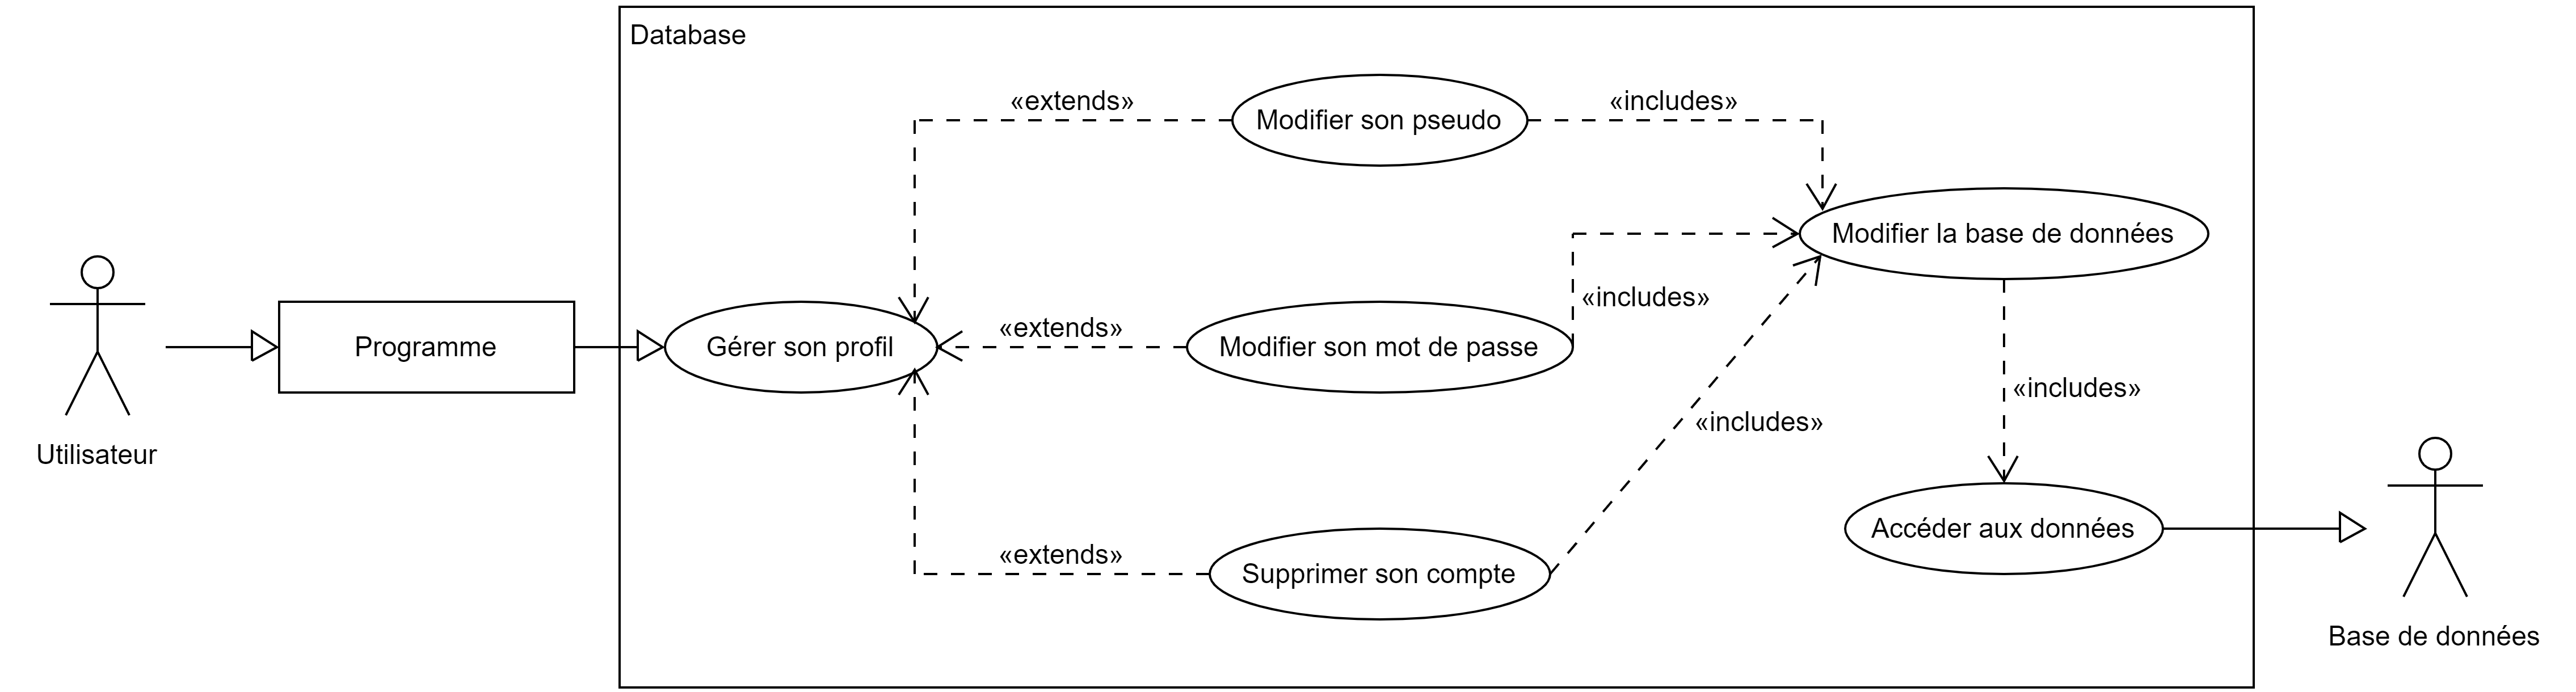 Database
«extends»
Modifier son pseudo
«includes»
Modifier la base de données
«includes»
Utilisateur
Programme
Gérer son profil
«extends»
Modifier son mot de passe
«includes»
«includes»
«extends»
Supprimer son compte
Accéder aux données
Base de données